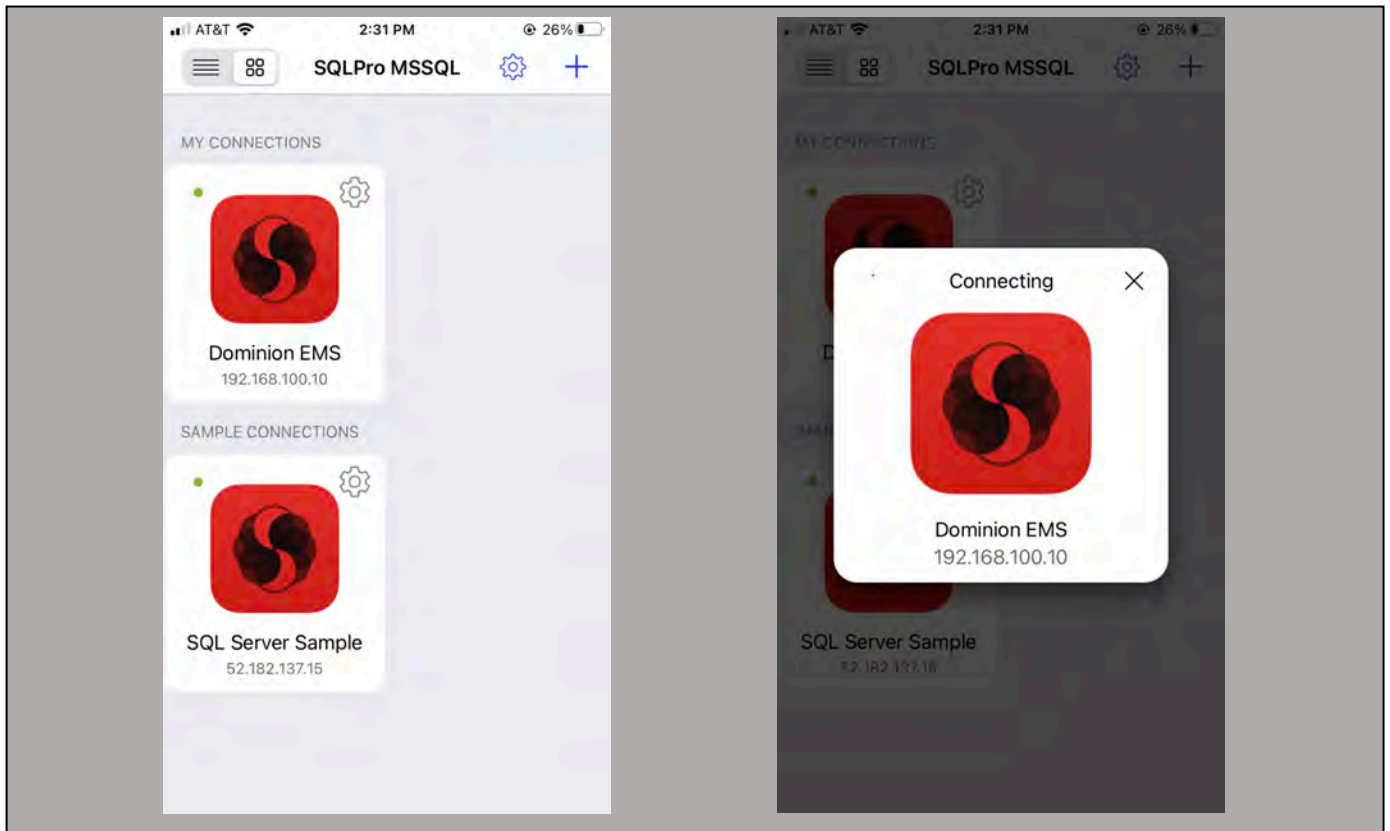 AT&T 2:31 PM 26%
SQLPro MSSQL
MY CONNECTIONS
Dominion EMS
192.168.100.10
SAMPLE CONNECTIONS
SQL Server Sample
52.182.137.15
AT&T 2:31 PM 26%
SQLPro MSSQL
MY CONNECTIONS
Connecting
Dominion EMS
192.168.100.10
SQL Server Sample